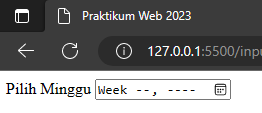 Praktikum Web 2023
127.0.0.1:5500/inpu
Pilih Minggu Week --, ----